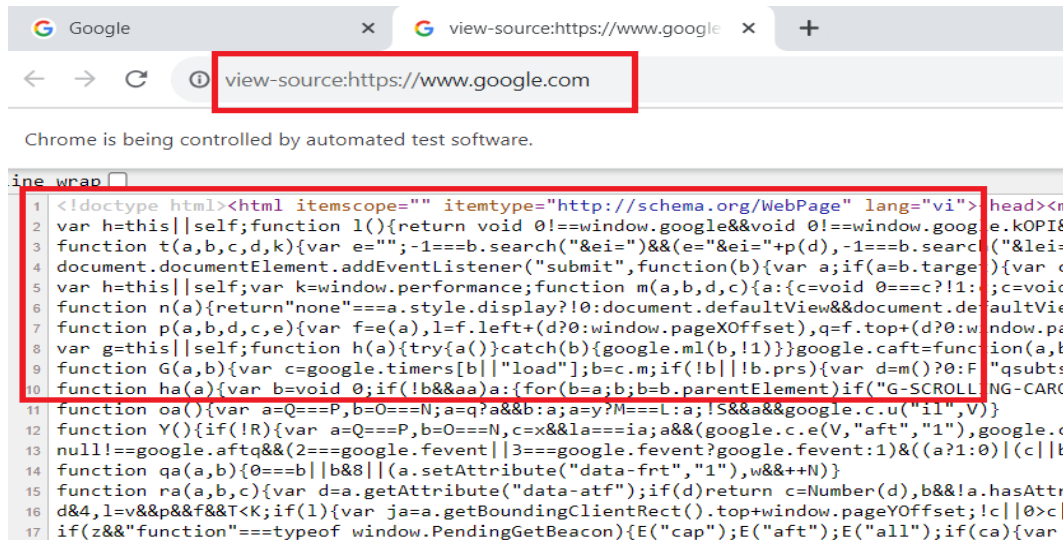 Google
view-source:https://www.google
view-source:https://www.google.com
Chrome is being controlled by automated test software.
ine wrap
1 <!doctype html><html itemscope="" itemtype="http://schema.org/WebPage" lang="vi"><head><m
2 var h=this||self;function l(){return void 0!==window.google&&void 0!==window.google.kOPI&
3 function t(a,b,c,d,k){var e="";-1===b.search("&ei=")&&(e="&ei="+p(d),-1===b.search("&lei=
4 document.documentElement.addEventListener("submit",function(b){var a;if(a=b.target){var c
5 var h=this||self;var k=window.performance;function m(a,b,d,c){a:{c=void 0===c?!1:c;c=void
6 function n(a){return"none"===a.style.display?!0:document.defaultView&&document.defaultVie
7 function p(a,b,d,c,e){var f=e(a),l=f.left+(d?0:window.pageXOffset),q=f.top+(d?0:window.pa
8 var g=this||self;function h(a){try{a()}catch(b){google.ml(b,!1)}}google.caft=function(a,b
9 function G(a,b){var c=google.timers[b||"load"];b=c.m;if(!b||!b.prs){var d=m()?0:F("qsubts
10 function ha(a){var b=void 0;if(!b&&aa)a:{for(b=a;b;b=b.parentElement)if("G-SCROLLING-CARO
11 function oa(){var a=Q===P,b=O===N;a=q?a&&b:a;a=y?M===L:a;!S&&a&&google.c.u("il",V)}
12 function Y(){if(!R){var a=Q===P,b=O===N,c=x&&la===ia;a&&(google.c.e(V,"aft","1"),google.c
13 null!==google.aftq&&(2===google.fevent||3===google.fevent?google.fevent:1)&((a?1:0)|(c||b
14 function qa(a,b){0===b||b&8||(a.setAttribute("data-frt","1"),w&&++N)}
15 function ra(a,b,c){var d=a.getAttribute("data-atf");if(d)return c=Number(d),b&&!a.hasAttr
16 d&4,l=v&&p&&f&&T<K;if(l){var ja=a.getBoundingClientRect().top+window.pageYOffset;!c||0>c|
17 if(z&&"function"===typeof window.PendingGetBeacon){E("cap");E("aft");E("all");if(ca){var